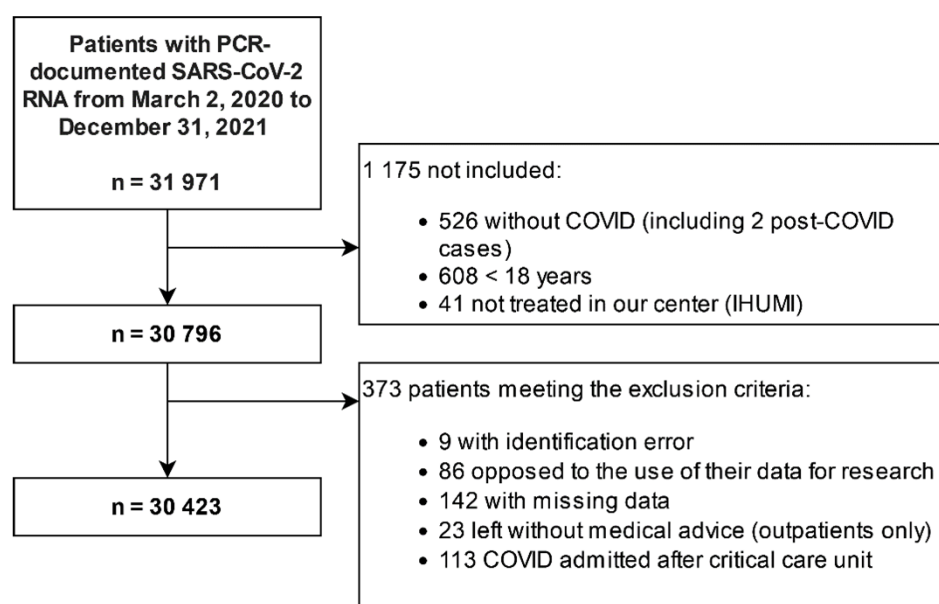 Patients with PCR-
documented SARS-CoV-2
RNA from March 2, 2020 to
December 31, 2021
n = 31 971
1 175 not included:
• 526 without COVID (including 2 post-COVID
cases)
• 608 < 18 years
• 41 not treated in our center (IHUMI)
n = 30 796
373 patients meeting the exclusion criteria:
• 9 with identification error
• 86 opposed to the use of their data for research
• 142 with missing data
• 23 left without medical advice (outpatients only)
• 113 COVID admitted after critical care unit
n = 30 423